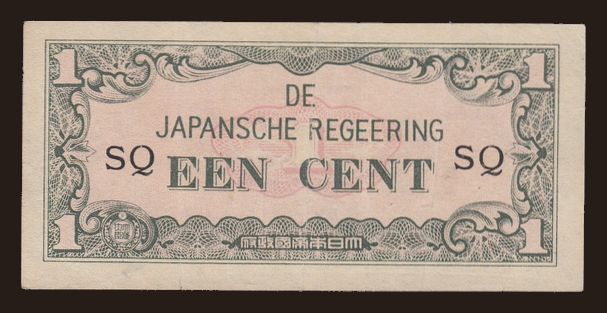 1 1
DE
JAPANSCHE REGEERING
SQ EEN CENT SQ
1 1
府政國帝本日大